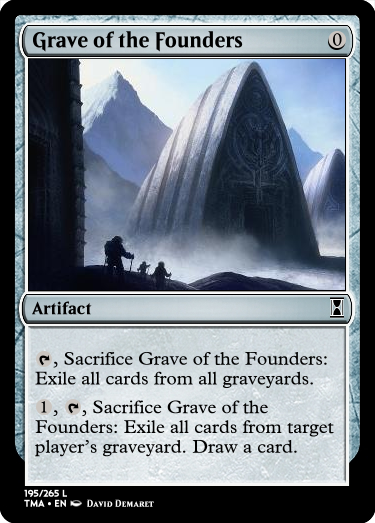 Grave of the Founders 0
Artifact
T, Sacrifice Grave of the Founders:
Exile all cards from all graveyards.
1, T, Sacrifice Grave of the
Founders: Exile all cards from target
player's graveyard. Draw a card.
195/265 L
TMA • EN David Demaret